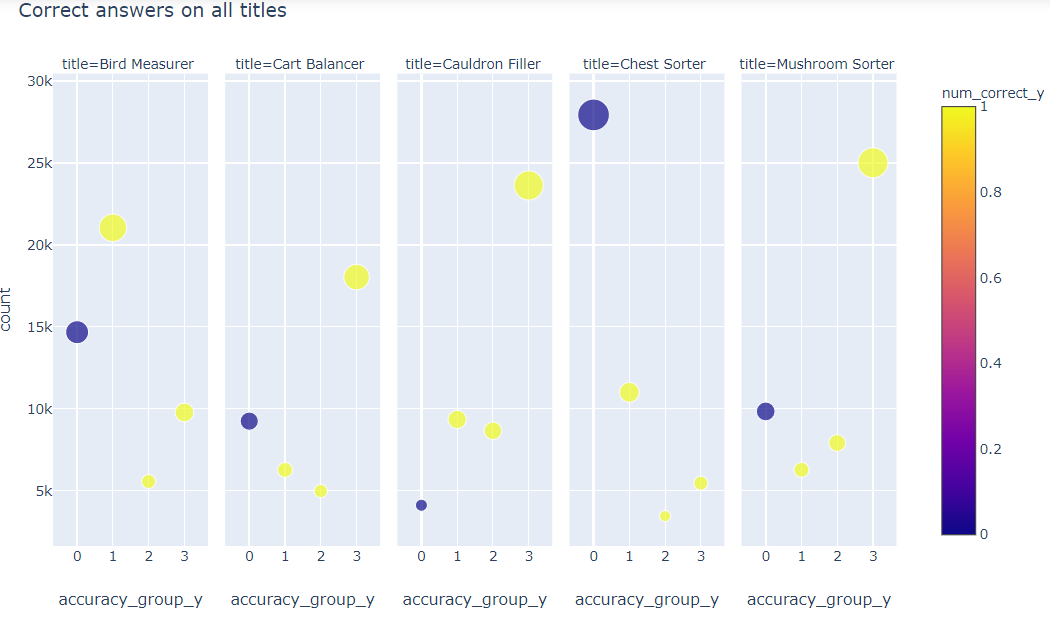 Correct answers on all titles
title=Bird Measurer title=Cart Balancer title=Cauldron Filler title=Chest Sorter title=Mushroom Sorter
num_correct_y
30k
25k
20k
15k
10k
5k
count
0 1 2 3 0 1 2 3 0 1 2 3 0 1 2 3 0 1 2 3
accuracy_group_y accuracy_group_y accuracy_group_y accuracy_group_y accuracy_group_y
1
0.8
0.6
0.4
0.2
0